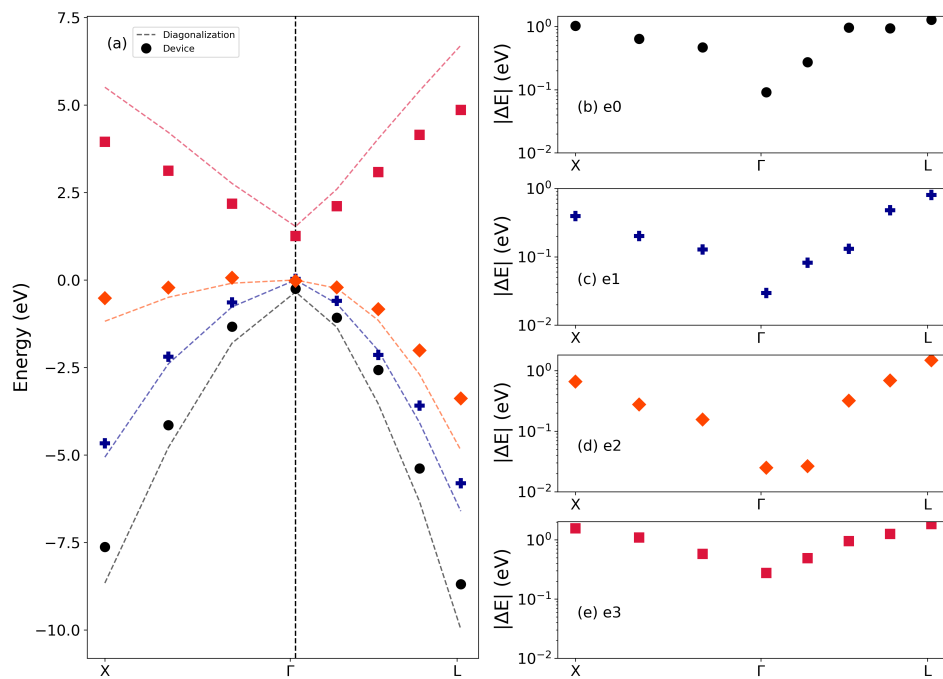 7.5
5.0
2.5
0.0
−2.5
−5.0
−7.5
−10.0
Energy (eV)
(a)
Diagonalization
Device
X Γ L
10⁰
10⁻¹
10⁻²
|ΔE| (eV)
(b) e0
X Γ L
10⁰
10⁻¹
10⁻²
|ΔE| (eV)
(c) e1
X Γ L
10⁰
10⁻¹
10⁻²
|ΔE| (eV)
(d) e2
X Γ L
10⁰
10⁻¹
10⁻²
|ΔE| (eV)
(e) e3
X Γ L